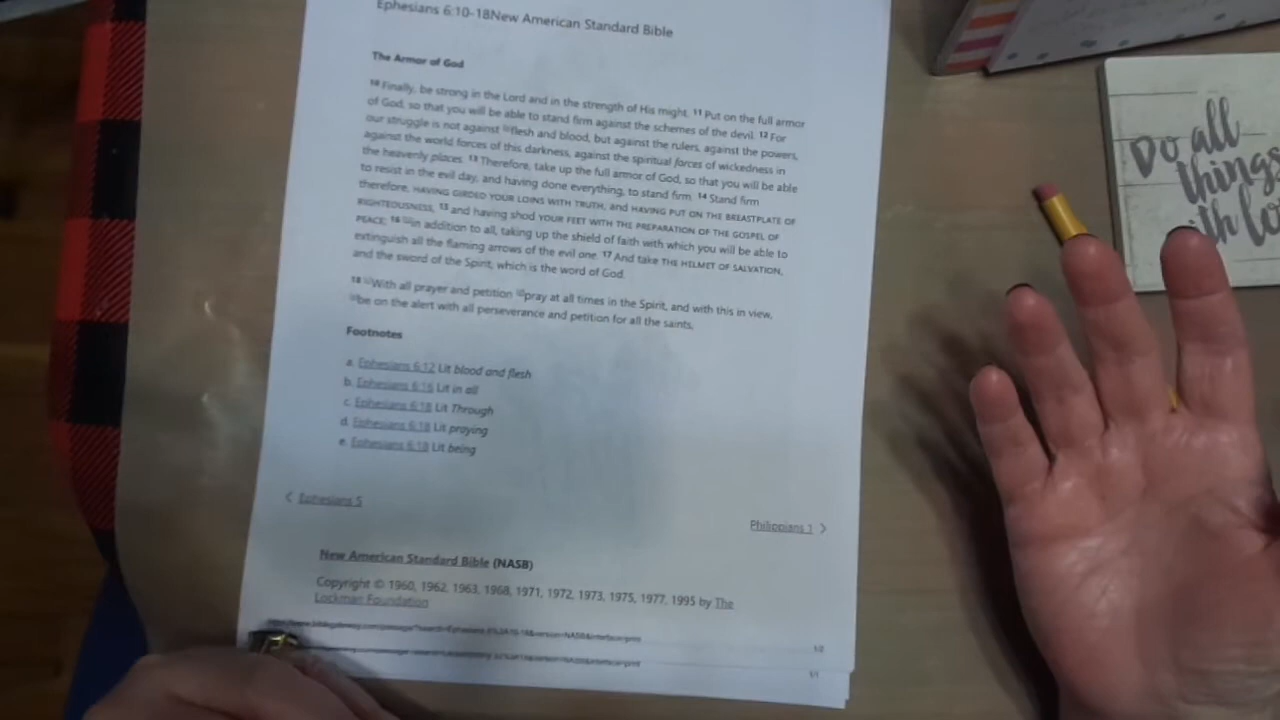 Ephesians 6:10-18New American Standard Bible
The Armor of God
10 Finally, be strong in the Lord and in the strength of His might. 11 Put on the full armor
of God, so that you will be able to stand firm against the schemes of the devil. 12 For
our struggle is not against [a]flesh and blood, but against the rulers, against the powers,
against the world forces of this darkness, against the spiritual forces of wickedness in
the heavenly places. 13 Therefore, take up the full armor of God, so that you will be able
to resist in the evil day, and having done everything, to stand firm. 14 Stand firm
therefore, HAVING GIRDED YOUR LOINS WITH TRUTH, and HAVING PUT ON THE BREASTPLATE OF
RIGHTEOUSNESS, 15 and having shod YOUR FEET WITH THE PREPARATION OF THE GOSPEL OF
PEACE; 16 [b]in addition to all, taking up the shield of faith with which you will be able to
extinguish all the flaming arrows of the evil one. 17 And take THE HELMET OF SALVATION,
and the sword of the Spirit, which is the word of God.
18 [c]With all prayer and petition [d]pray at all times in the Spirit, and with this in view,
[e]be on the alert with all perseverance and petition for all the saints,
Footnotes
a. Ephesians 6:12 Lit blood and flesh
b. Ephesians 6:16 Lit in all
c. Ephesians 6:18 Lit Through
d. Ephesians 6:18 Lit praying
e. Ephesians 6:18 Lit being
< Ephesians 5
Philippians 1 >
New American Standard Bible (NASB)
Copyright © 1960, 1962, 1963, 1968, 1971, 1972, 1973, 1975, 1977, 1995 by The
Lockman Foundation
1/2
1/1
Do all
things
with lo